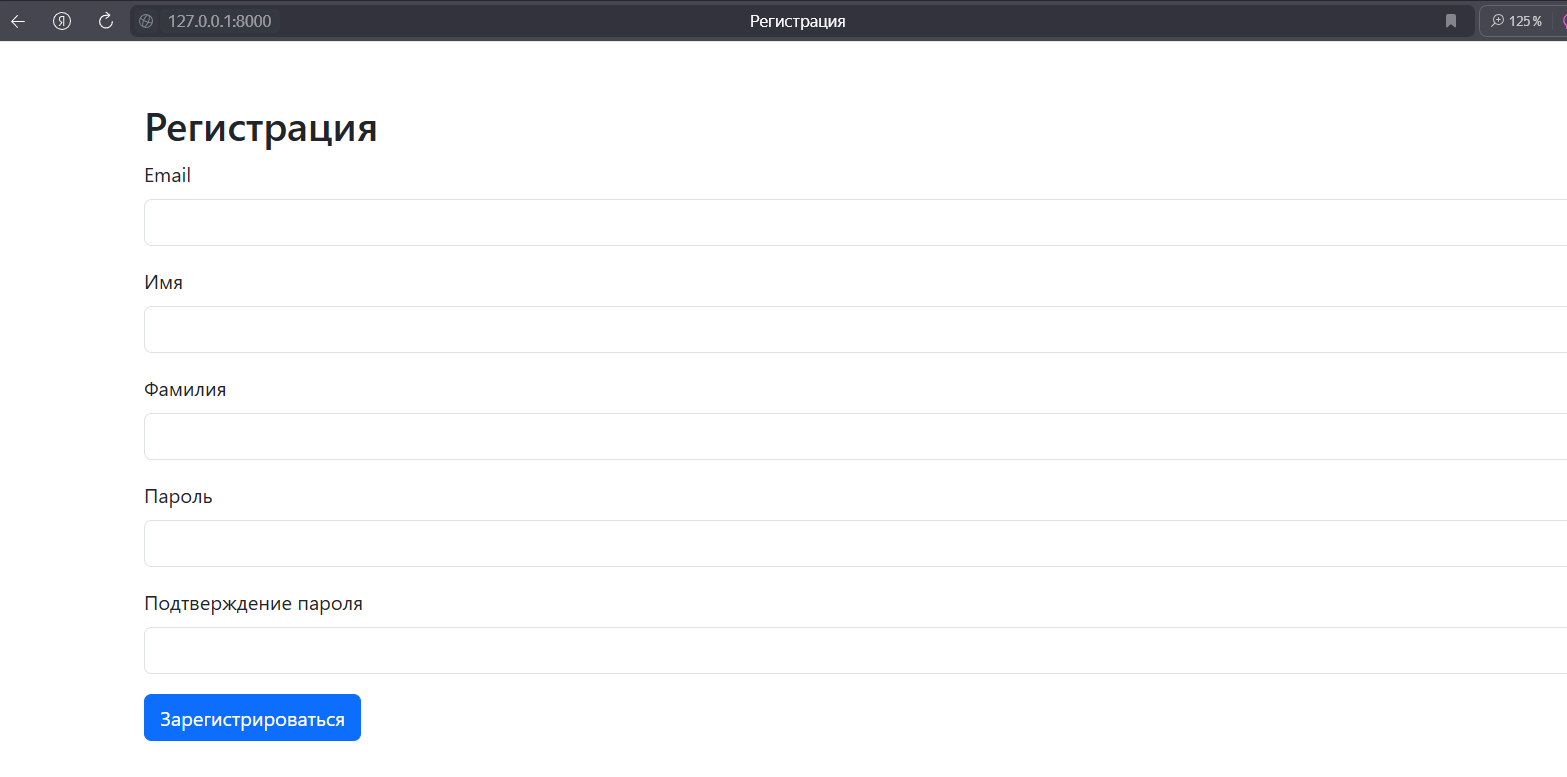 127.0.0.1:8000 Регистрация 125 %
Регистрация
Email
Имя
Фамилия
Пароль
Подтверждение пароля
Зарегистрироваться